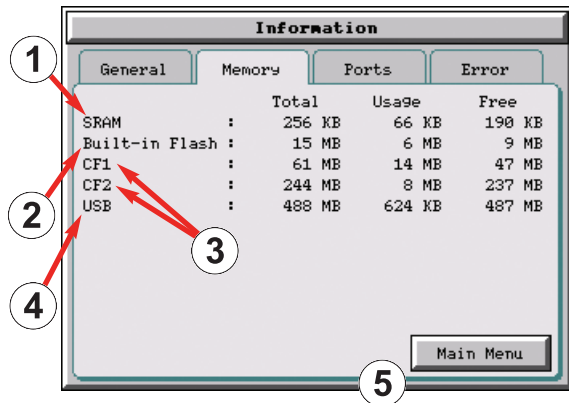 Information
General Memory Ports Error
Total Usage Free
1
SRAM : 256 KB 66 KB 190 KB
Built-in Flash : 15 MB 6 MB 9 MB
CF1 : 61 MB 14 MB 47 MB
CF2 : 244 MB 8 MB 237 MB
USB : 488 MB 624 KB 487 MB
2
3
4
Main Menu
5